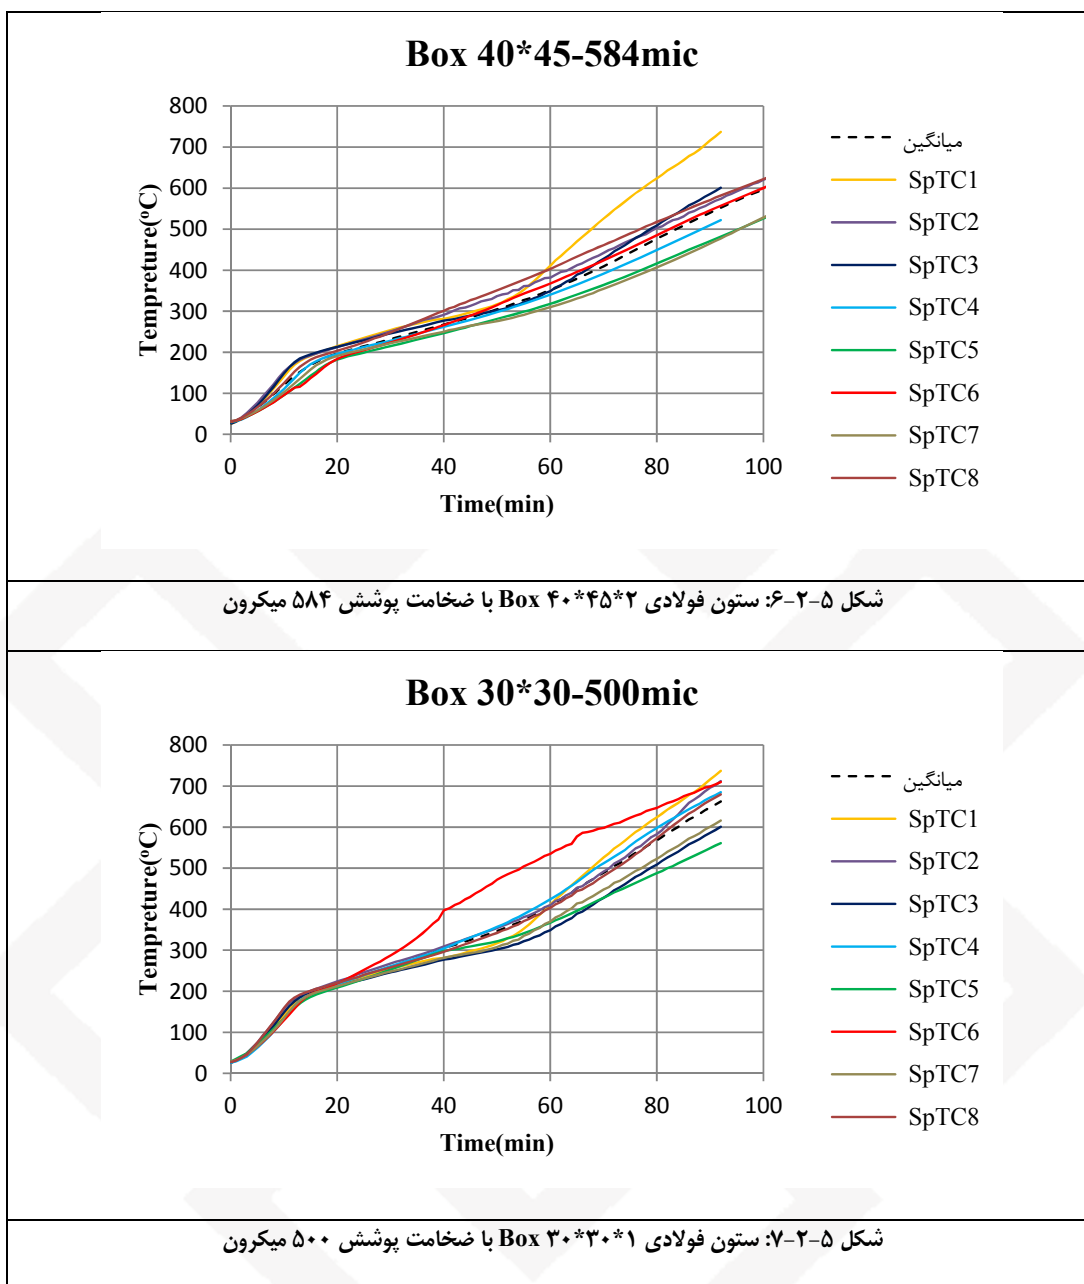 Box 40*45-584mic
800
700
600
500
400
300
200
100
0
Tempreture(°C)
0 20 40 60 80 100
Time(min)
میانگین
SpTC1
SpTC2
SpTC3
SpTC4
SpTC5
SpTC6
SpTC7
SpTC8
شکل ۵-۲-۶: ستون فولادی Box ۴۰*۴۵*۲ با ضخامت پوشش ۵۸۴ میکرون
Box 30*30-500mic
800
700
600
500
400
300
200
100
0
Tempreture(°C)
0 20 40 60 80 100
Time(min)
میانگین
SpTC1
SpTC2
SpTC3
SpTC4
SpTC5
SpTC6
SpTC7
SpTC8
شکل ۵-۲-۷: ستون فولادی Box ۳۰*۳۰*۱ با ضخامت پوشش ۵۰۰ میکرون